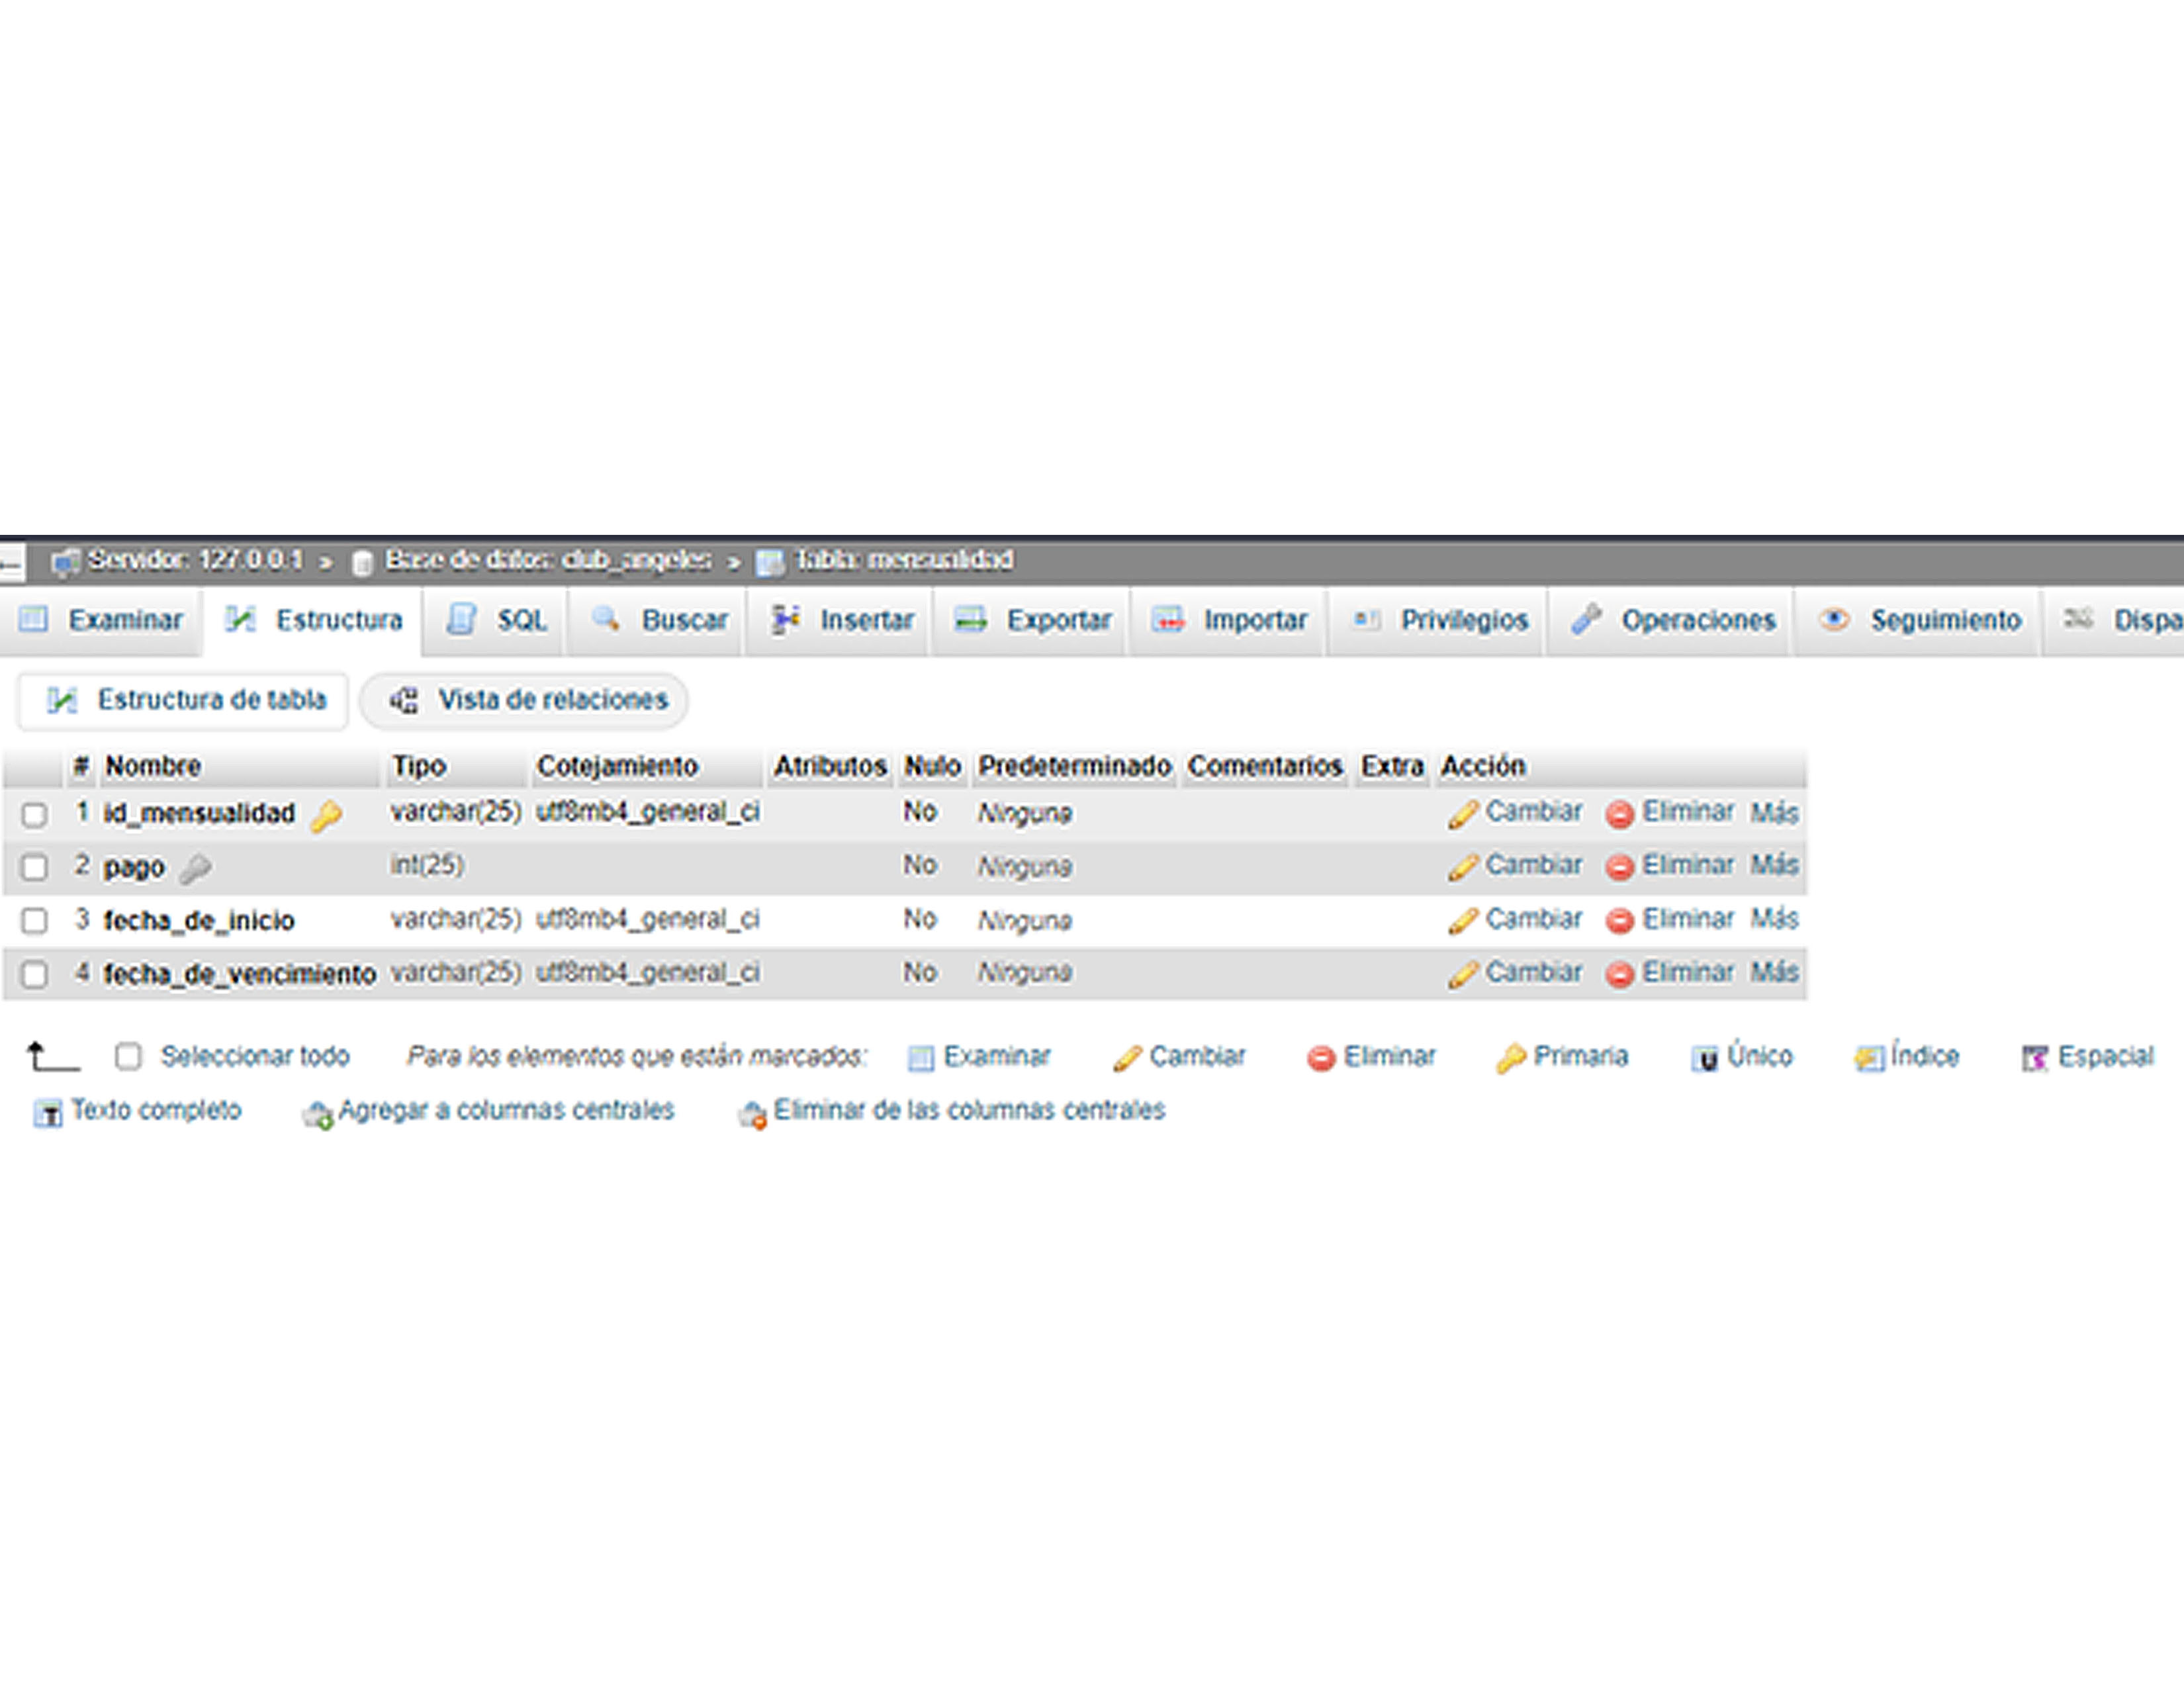 Servidor: 127.0.0.1 » Base de datos: club_angeles » Tabla: mensualidad
Examinar Estructura SQL Buscar Insertar Exportar Importar Privilegios Operaciones Seguimiento Dispa
Estructura de tabla Vista de relaciones
# Nombre Tipo Cotejamiento Atributos Nulo Predeterminado Comentarios Extra Acción
1 id_mensualidad varchar(25) utf8mb4_general_ci No Ninguna Cambiar Eliminar Más
2 pago int(25) No Ninguna Cambiar Eliminar Más
3 fecha_de_inicio varchar(25) utf8mb4_general_ci No Ninguna Cambiar Eliminar Más
4 fecha_de_vencimiento varchar(25) utf8mb4_general_ci No Ninguna Cambiar Eliminar Más
Seleccionar todo Para los elementos que están marcados: Examinar Cambiar Eliminar Primaria Único Índice Espacial
Texto completo Agregar a columnas centrales Eliminar de las columnas centrales